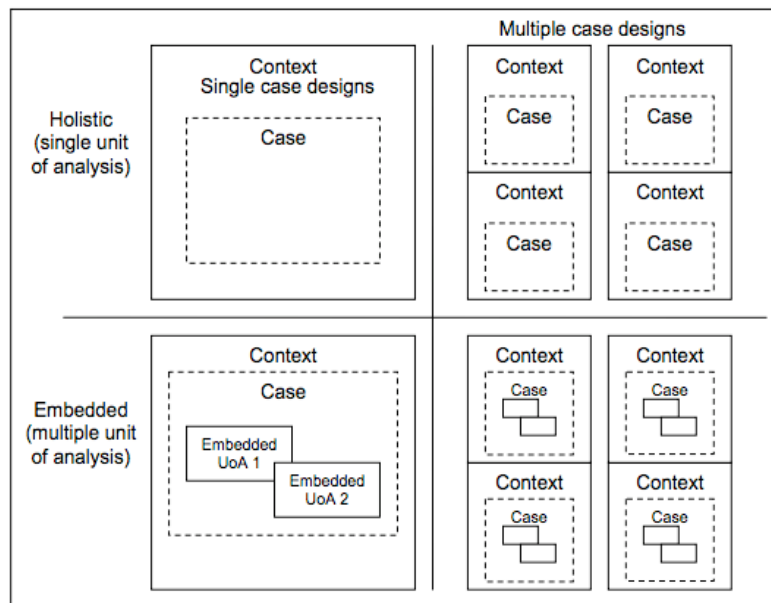 Multiple case designs
Holistic
(single unit
of analysis)
Context
Single case designs
Case
Context
Case
Context
Case
Context
Case
Context
Case
Embedded
(multiple unit
of analysis)
Context
Case
Embedded
UoA 1
Embedded
UoA 2
Context
Case
Context
Case
Context
Case
Context
Case